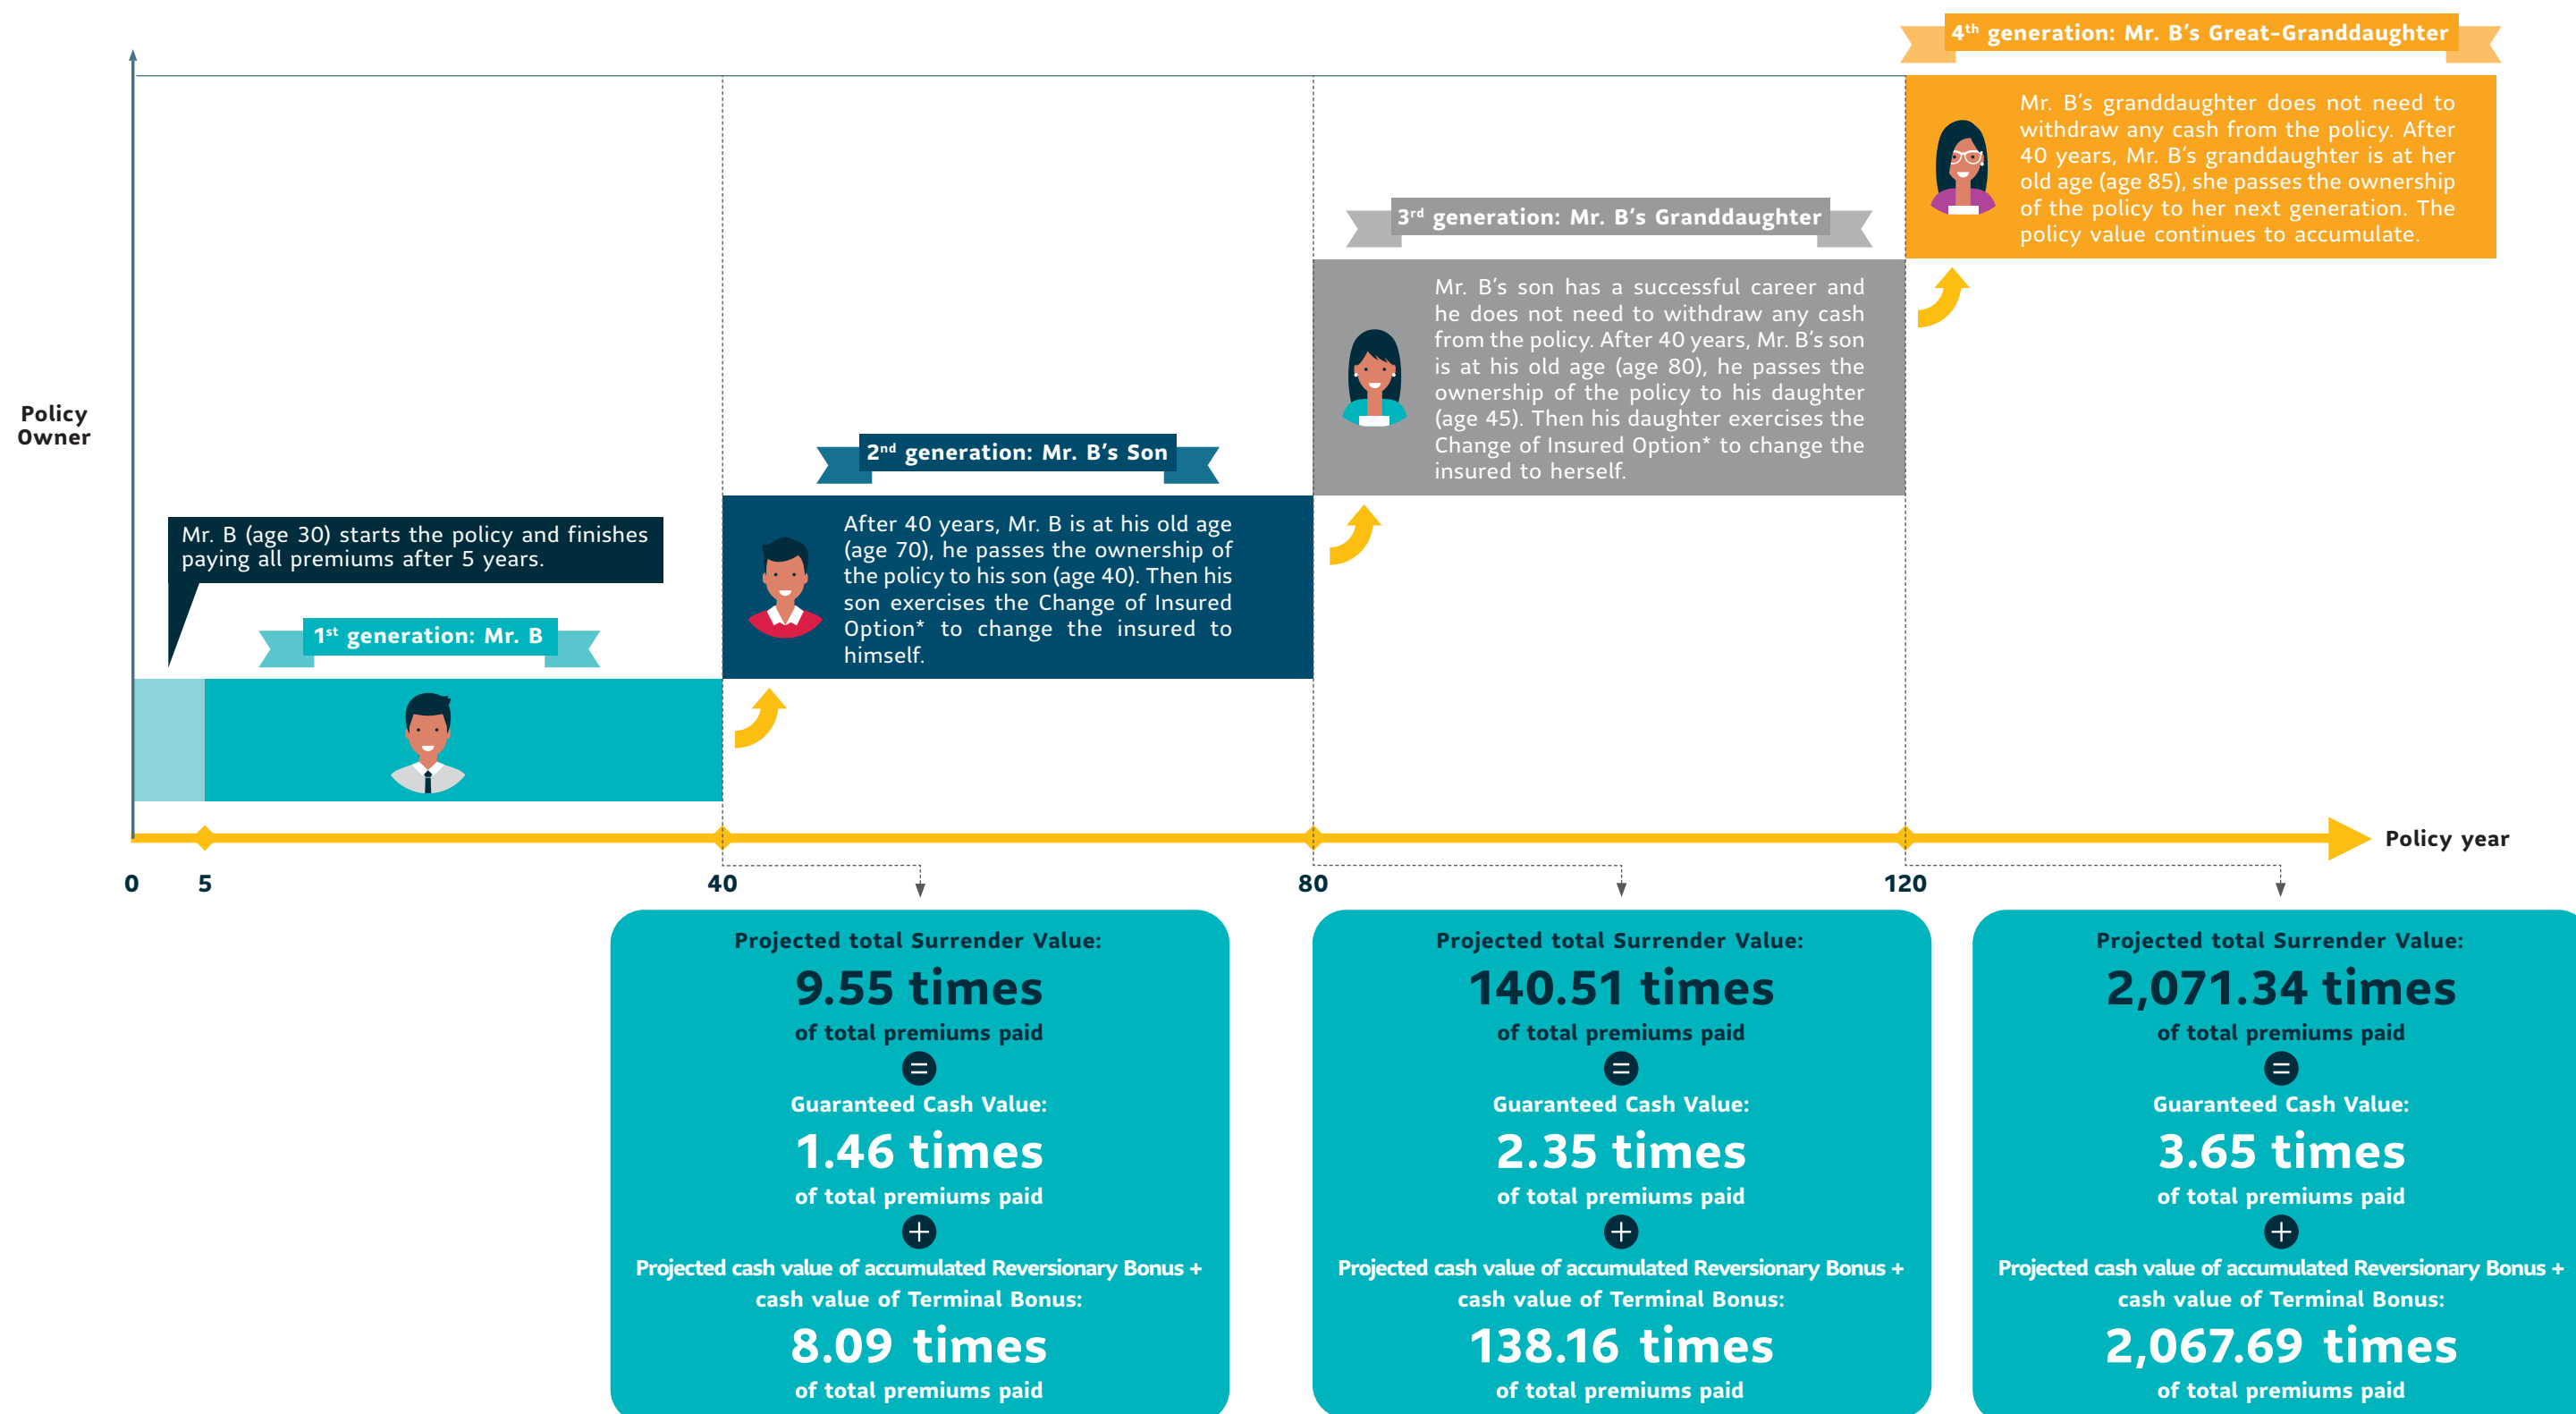 4th generation: Mr. B's Great-Granddaughter
Mr. B's granddaughter does not need to
withdraw any cash from the policy. After
40 years, Mr. B's granddaughter is at her
old age (age 85), she passes the ownership
of the policy to her next generation. The
policy value continues to accumulate.
3rd generation: Mr. B's Granddaughter
Mr. B's son has a successful career and
he does not need to withdraw any cash
from the policy. After 40 years, Mr. B's son
is at his old age (age 80), he passes the
ownership of the policy to his daughter
(age 45). Then his daughter exercises the
Change of Insured Option* to change the
insured to herself.
Policy
Owner
2nd generation: Mr. B's Son
After 40 years, Mr. B is at his old age
(age 70), he passes the ownership of
the policy to his son (age 40). Then his
son exercises the Change of Insured
Option* to change the insured to
himself.
Mr. B (age 30) starts the policy and finishes
paying all premiums after 5 years.
1st generation: Mr. B
Policy year
0 5 40 80 120
Projected total Surrender Value:
9.55 times
of total premiums paid
=
Guaranteed Cash Value:
1.46 times
of total premiums paid
+
Projected cash value of accumulated Reversionary Bonus +
cash value of Terminal Bonus:
8.09 times
of total premiums paid
Projected total Surrender Value:
140.51 times
of total premiums paid
=
Guaranteed Cash Value:
2.35 times
of total premiums paid
+
Projected cash value of accumulated Reversionary Bonus +
cash value of Terminal Bonus:
138.16 times
of total premiums paid
Projected total Surrender Value:
2,071.34 times
of total premiums paid
=
Guaranteed Cash Value:
3.65 times
of total premiums paid
+
Projected cash value of accumulated Reversionary Bonus +
cash value of Terminal Bonus:
2,067.69 times
of total premiums paid